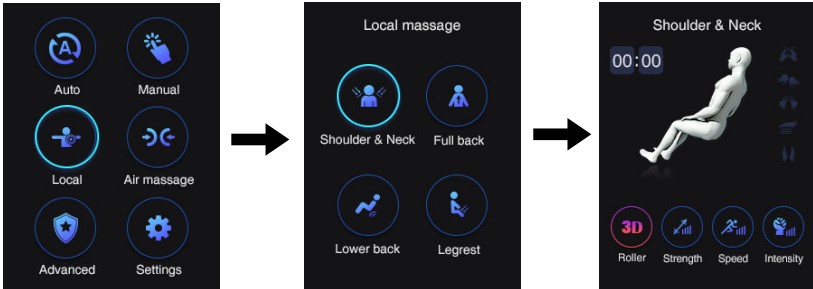 A
Auto
Manual
Local
Air massage
Advanced
Settings
Local massage
Shoulder & Neck
Full back
Lower back
Legrest
Shoulder & Neck
00:00
3D
Roller
Strength
Speed
Intensity